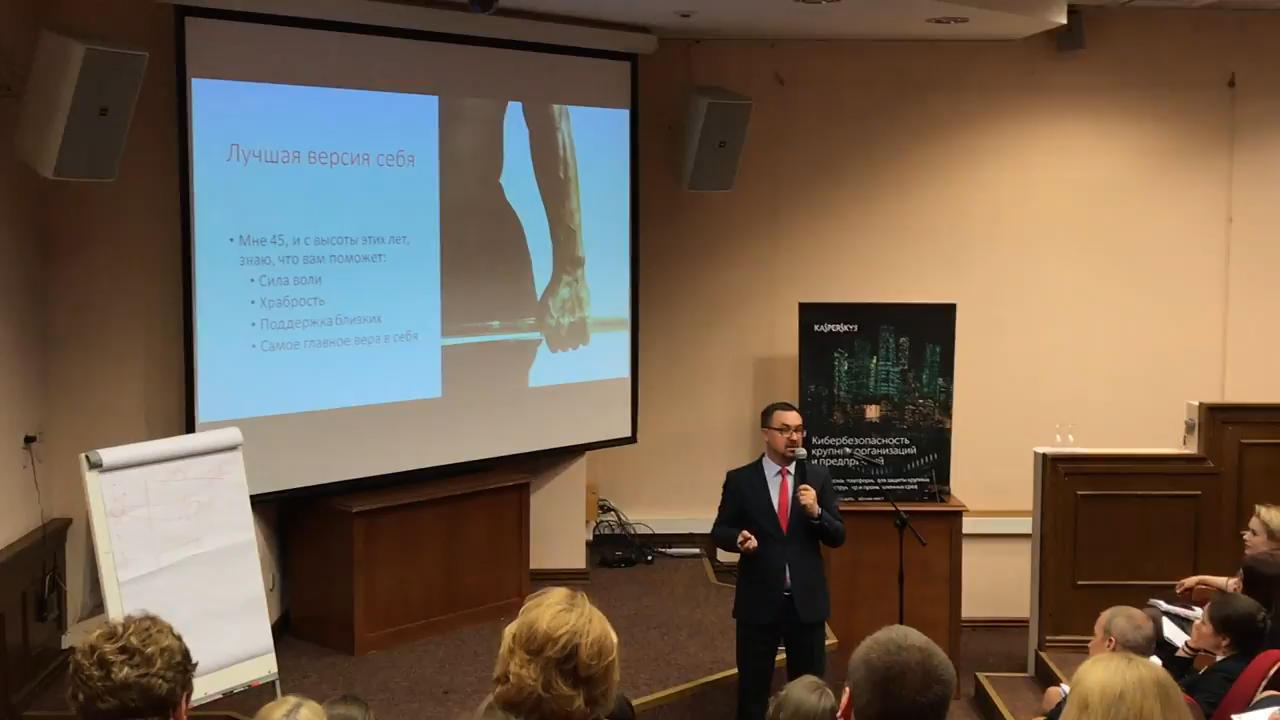 Лучшая версия себя
• Мне 45, и с высоты этих лет,
знаю, что вам поможет:
• Сила воли
• Храбрость
• Поддержка близких
• Самое главное вера в себя
KASPERSKY
Кибербезопасность
крупных организаций
и предприятий